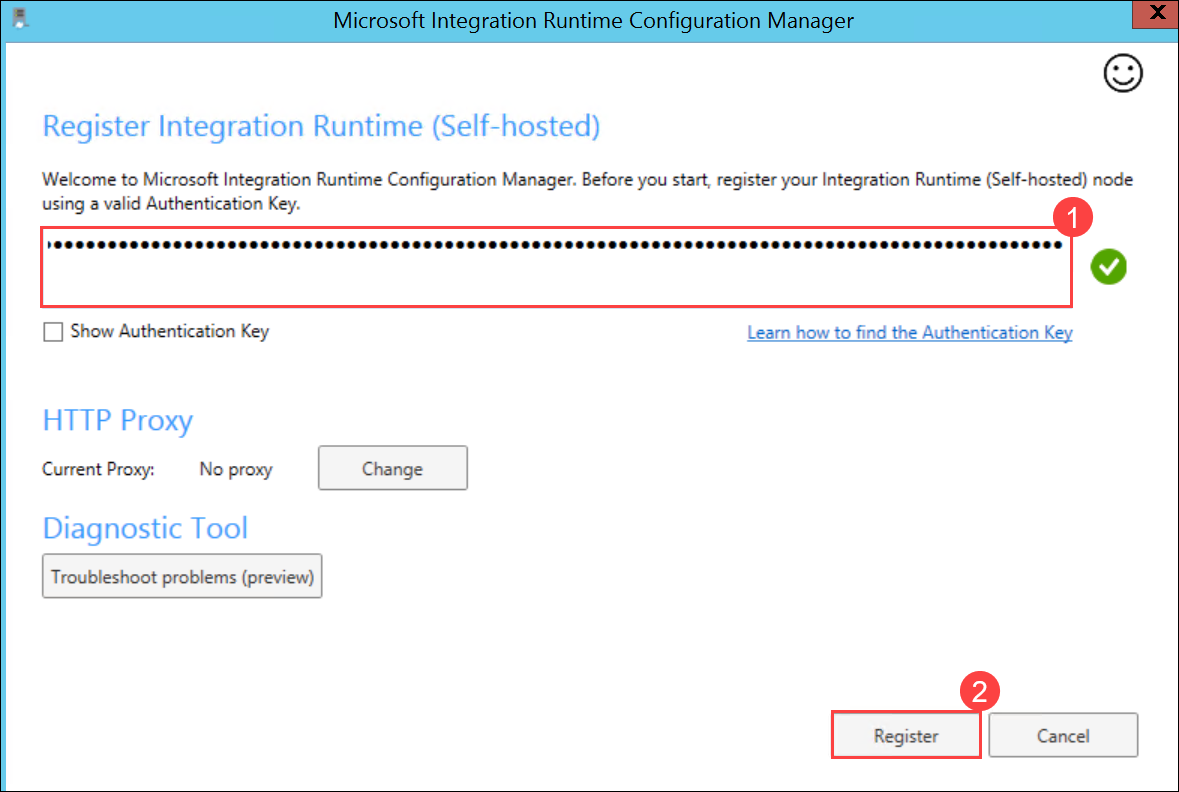 Microsoft Integration Runtime Configuration Manager
Register Integration Runtime (Self-hosted)
Welcome to Microsoft Integration Runtime Configuration Manager. Before you start, register your Integration Runtime (Self-hosted) node
using a valid Authentication Key.
1
Show Authentication Key
Learn how to find the Authentication Key
HTTP Proxy
Current Proxy: No proxy Change
Diagnostic Tool
Troubleshoot problems (preview)
2
Register Cancel